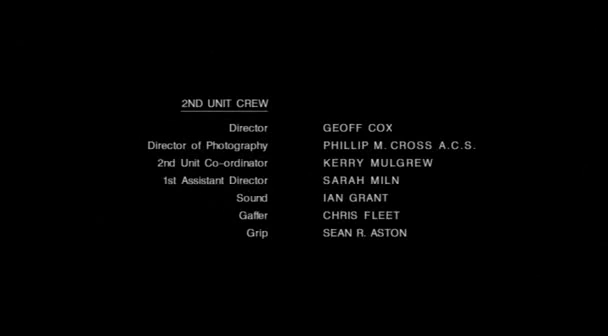 2ND UNIT CREW
Director GEOFF COX
Director of Photography PHILLIP M. CROSS A.C.S.
2nd Unit Co-ordinator KERRY MULGREW
1st Assistant Director SARAH MILN
Sound IAN GRANT
Gaffer CHRIS FLEET
Grip SEAN R. ASTON